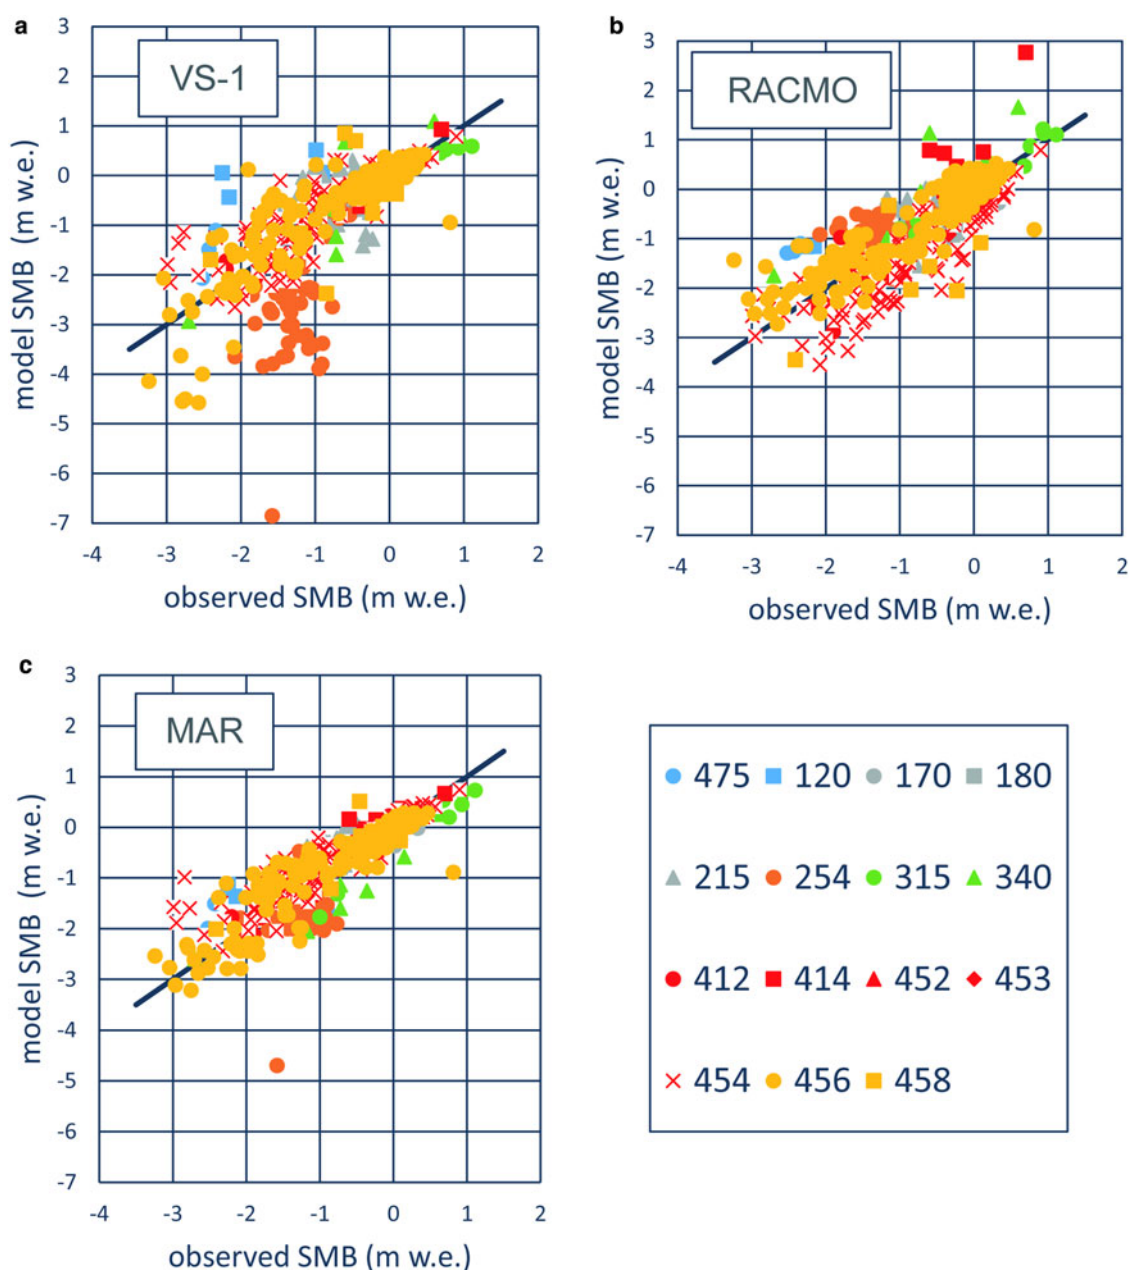 a
VS-1
3
2
1
0
-1
-2
-3
-4
-5
-6
-7
model SMB (m w.e.)
-4 -3 -2 -1 0 1 2
observed SMB (m w.e.)
b
RACMO
3
2
1
0
-1
-2
-3
-4
-5
-6
-7
model SMB (m w.e.)
-4 -3 -2 -1 0 1 2
observed SMB (m w.e.)
c
MAR
3
2
1
0
-1
-2
-3
-4
-5
-6
-7
model SMB (m w.e.)
-4 -3 -2 -1 0 1 2
observed SMB (m w.e.)
475 120 170 180
215 254 315 340
412 414 452 453
454 456 458